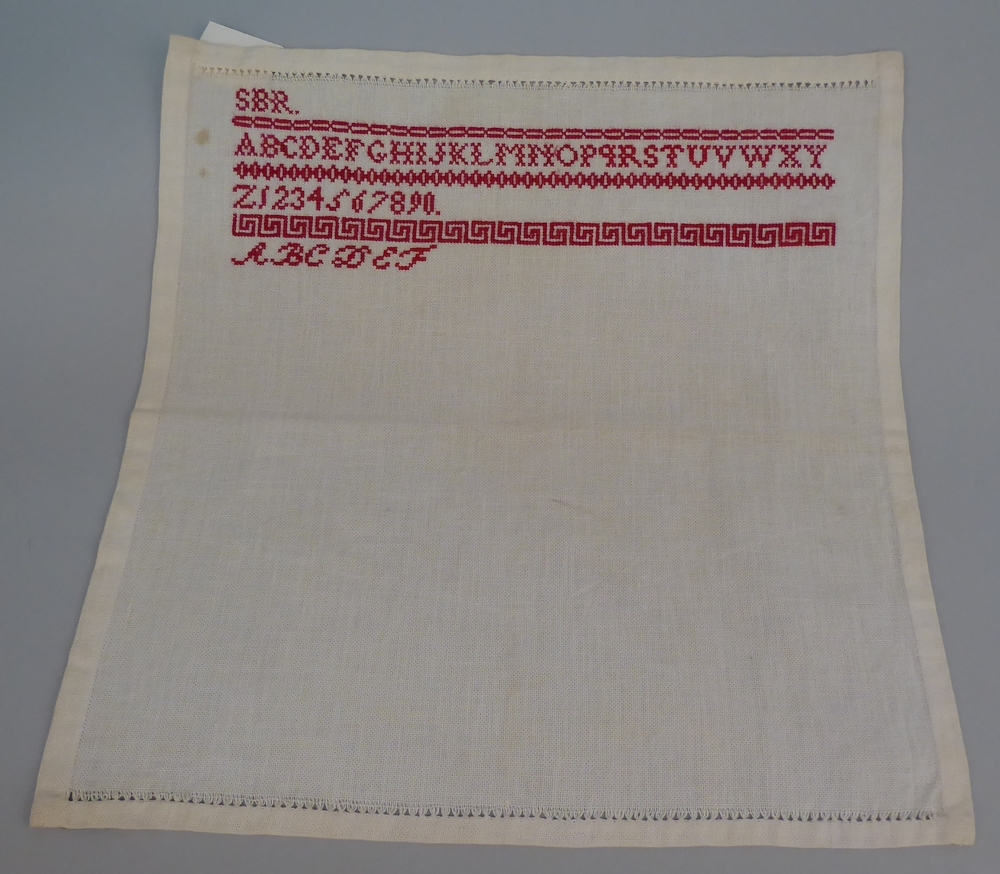 SBR.
ABCDEFGHIJKLMNOPqRSTUVWXY
Z1234567890.
ABCDEF